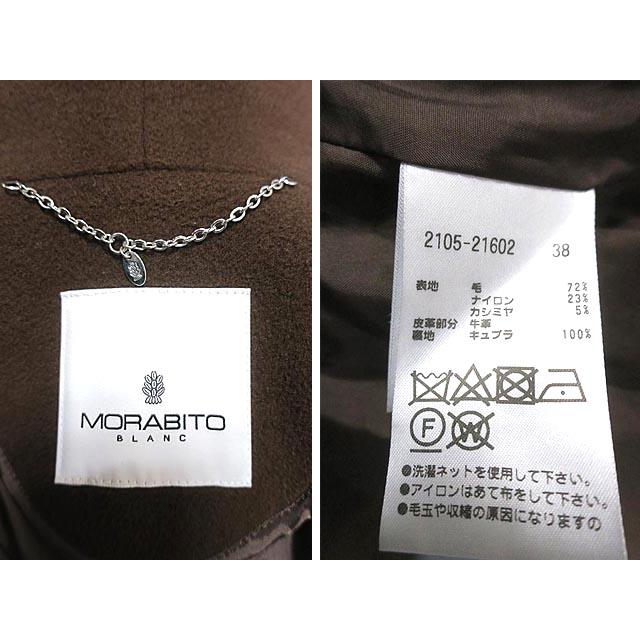 MORABITO
BLANC
2105-21602 38
表地 毛 72%
ナイロン 23%
カシミヤ 5%
皮革部分 牛革
裏地 キュプラ 100%
F W
●洗濯ネットを使用して下さい。
●アイロンはあて布をして下さい。
●毛玉や収縮の原因になりますの